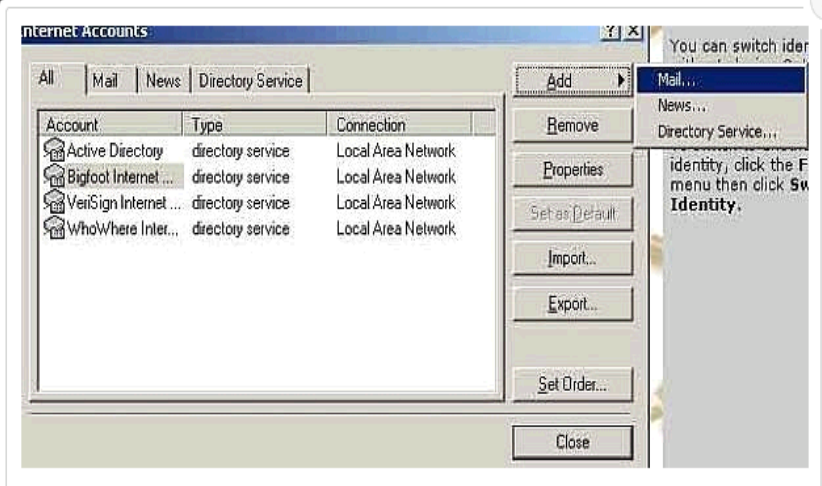 Internet Accounts
All Mail News Directory Service
Account Type Connection
Active Directory directory service Local Area Network
Bigfoot Internet ... directory service Local Area Network
VeriSign Internet ... directory service Local Area Network
WhoWhere Inter... directory service Local Area Network
Add
Remove
Properties
Set as Default
Import...
Export...
Set Order...
Close
Mail...
News...
Directory Service...
You can switch
identity, click the F
menu then click Sw
Identity.